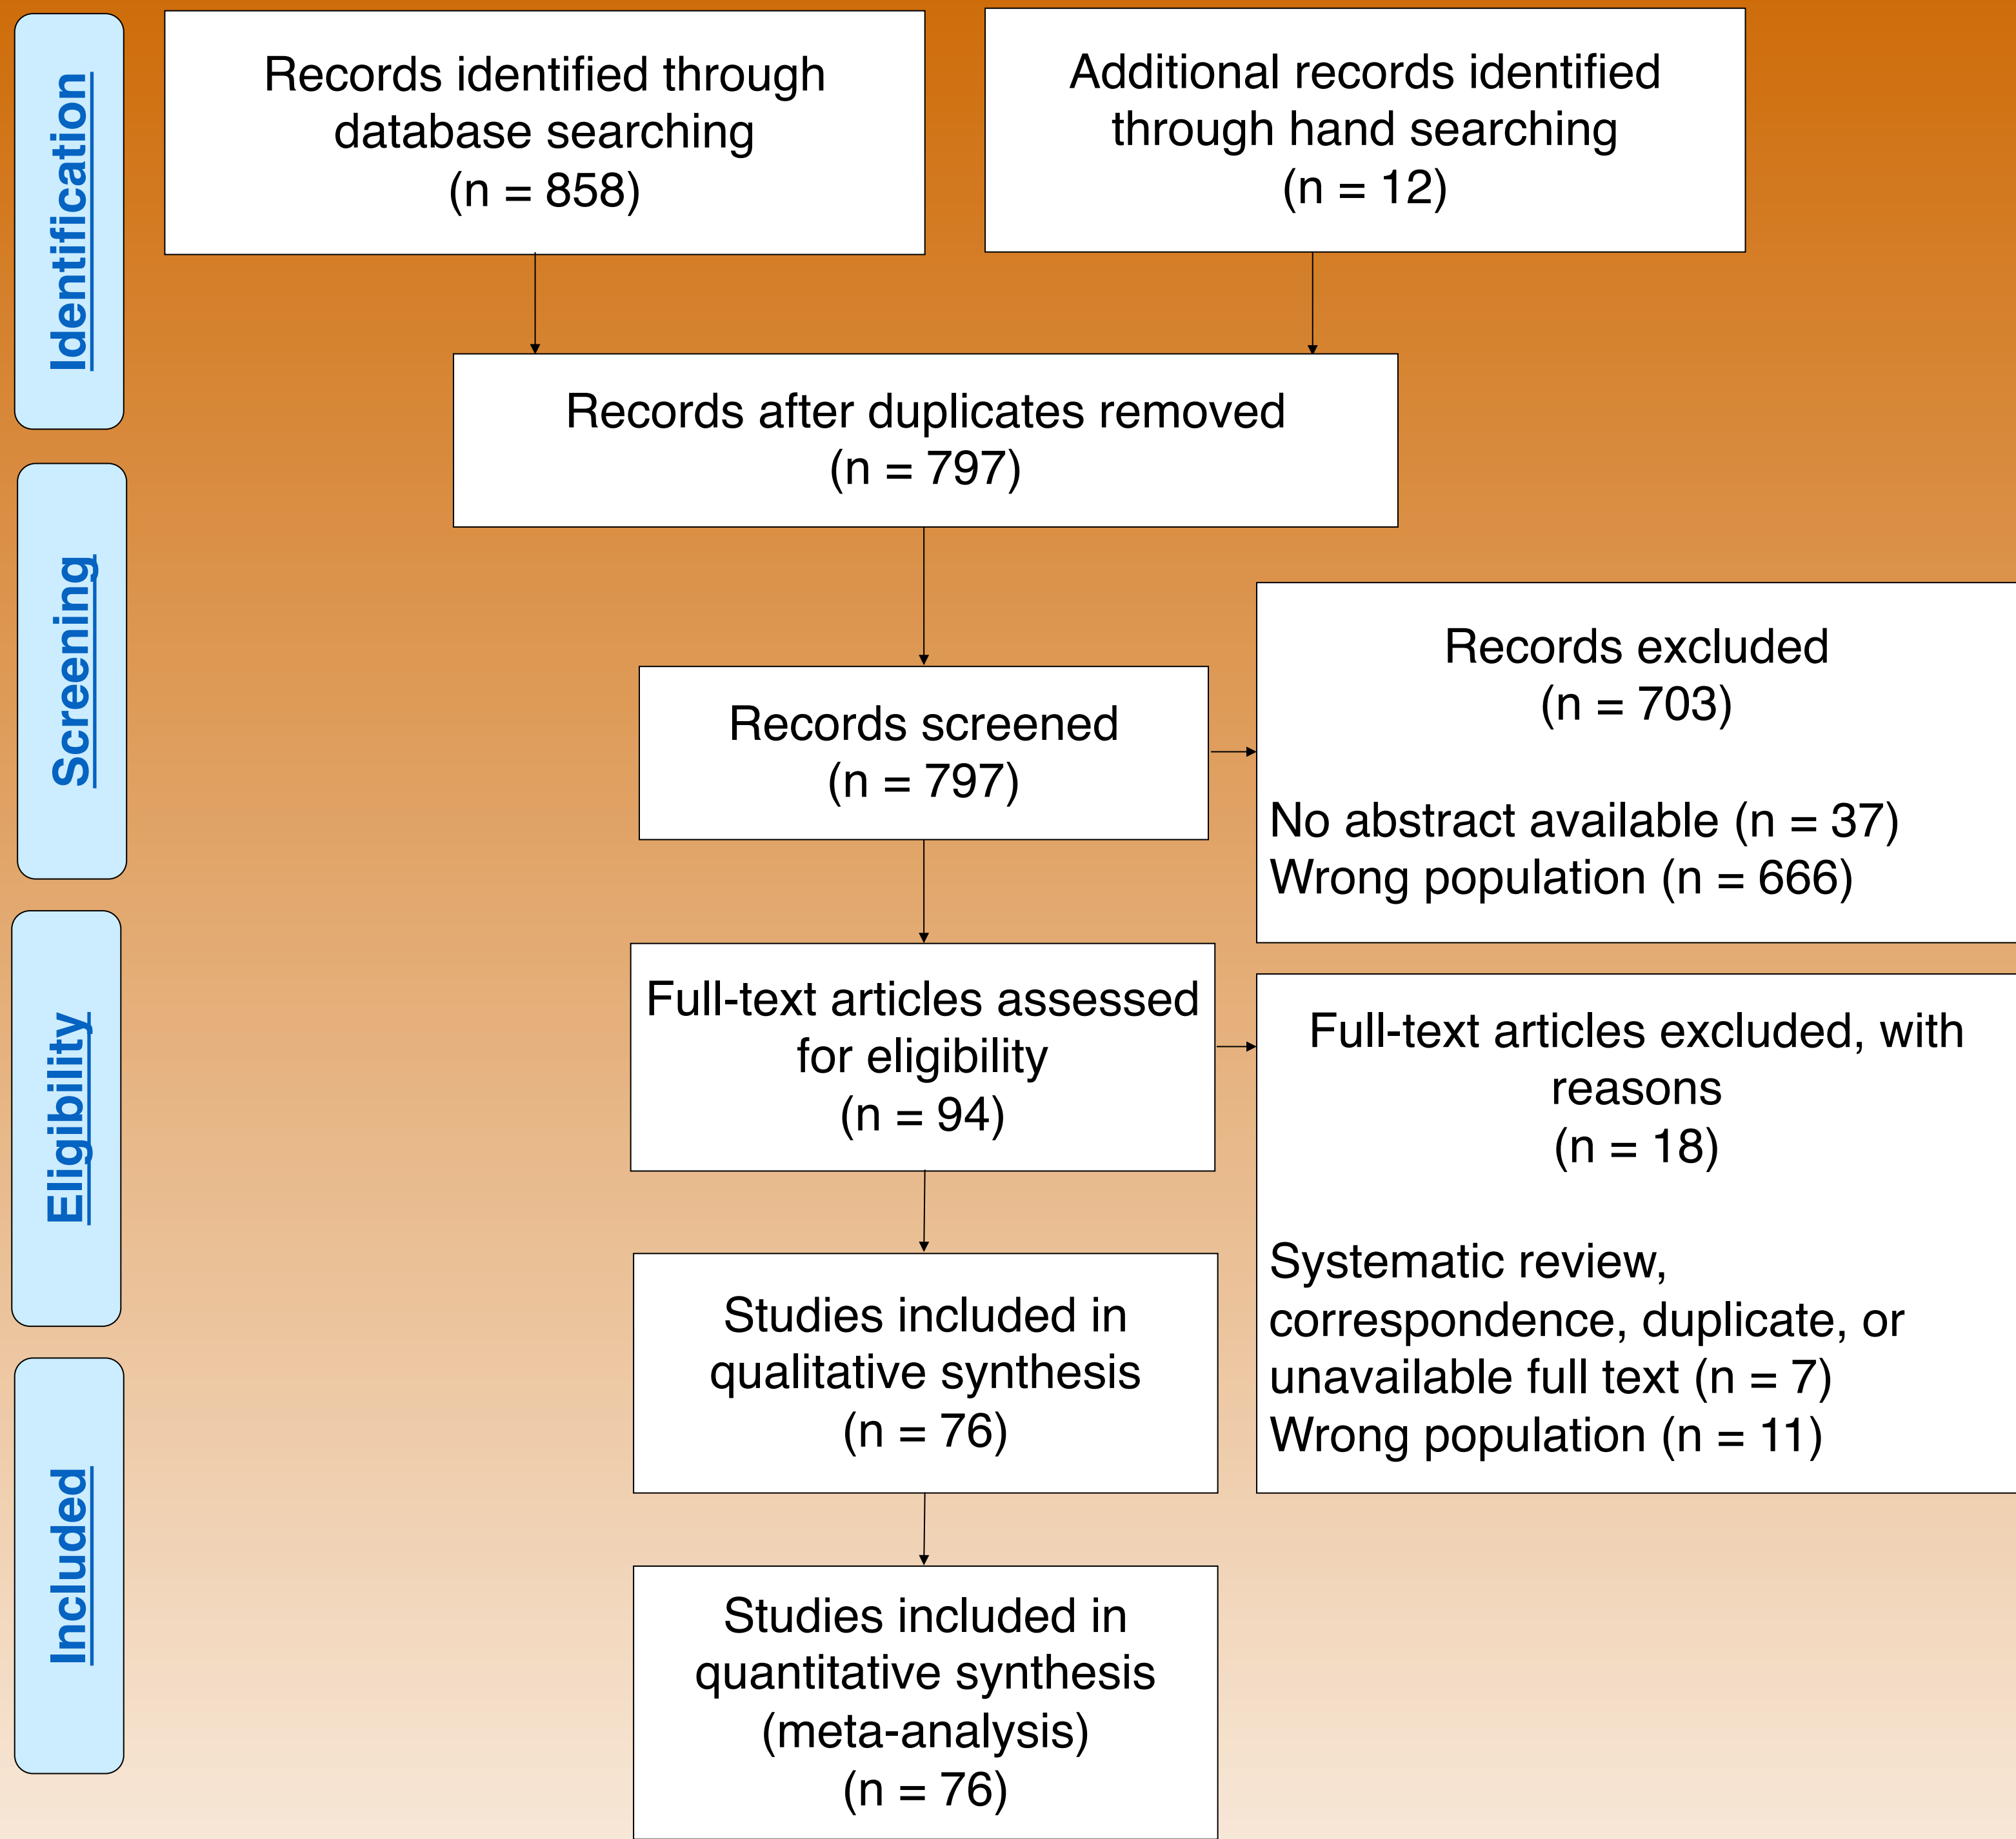 Identification
Records identified through
database searching
(n = 858)
Additional records identified
through hand searching
(n = 12)
Records after duplicates removed
(n = 797)
Screening
Records screened
(n = 797)
Records excluded
(n = 703)
No abstract available (n = 37)
Wrong population (n = 666)
Eligibility
Full-text articles assessed
for eligibility
(n = 94)
Full-text articles excluded, with
reasons
(n = 18)
Systematic review,
correspondence, duplicate, or
unavailable full text (n = 7)
Wrong population (n = 11)
Studies included in
qualitative synthesis
(n = 76)
Included
Studies included in
quantitative synthesis
(meta-analysis)
(n = 76)